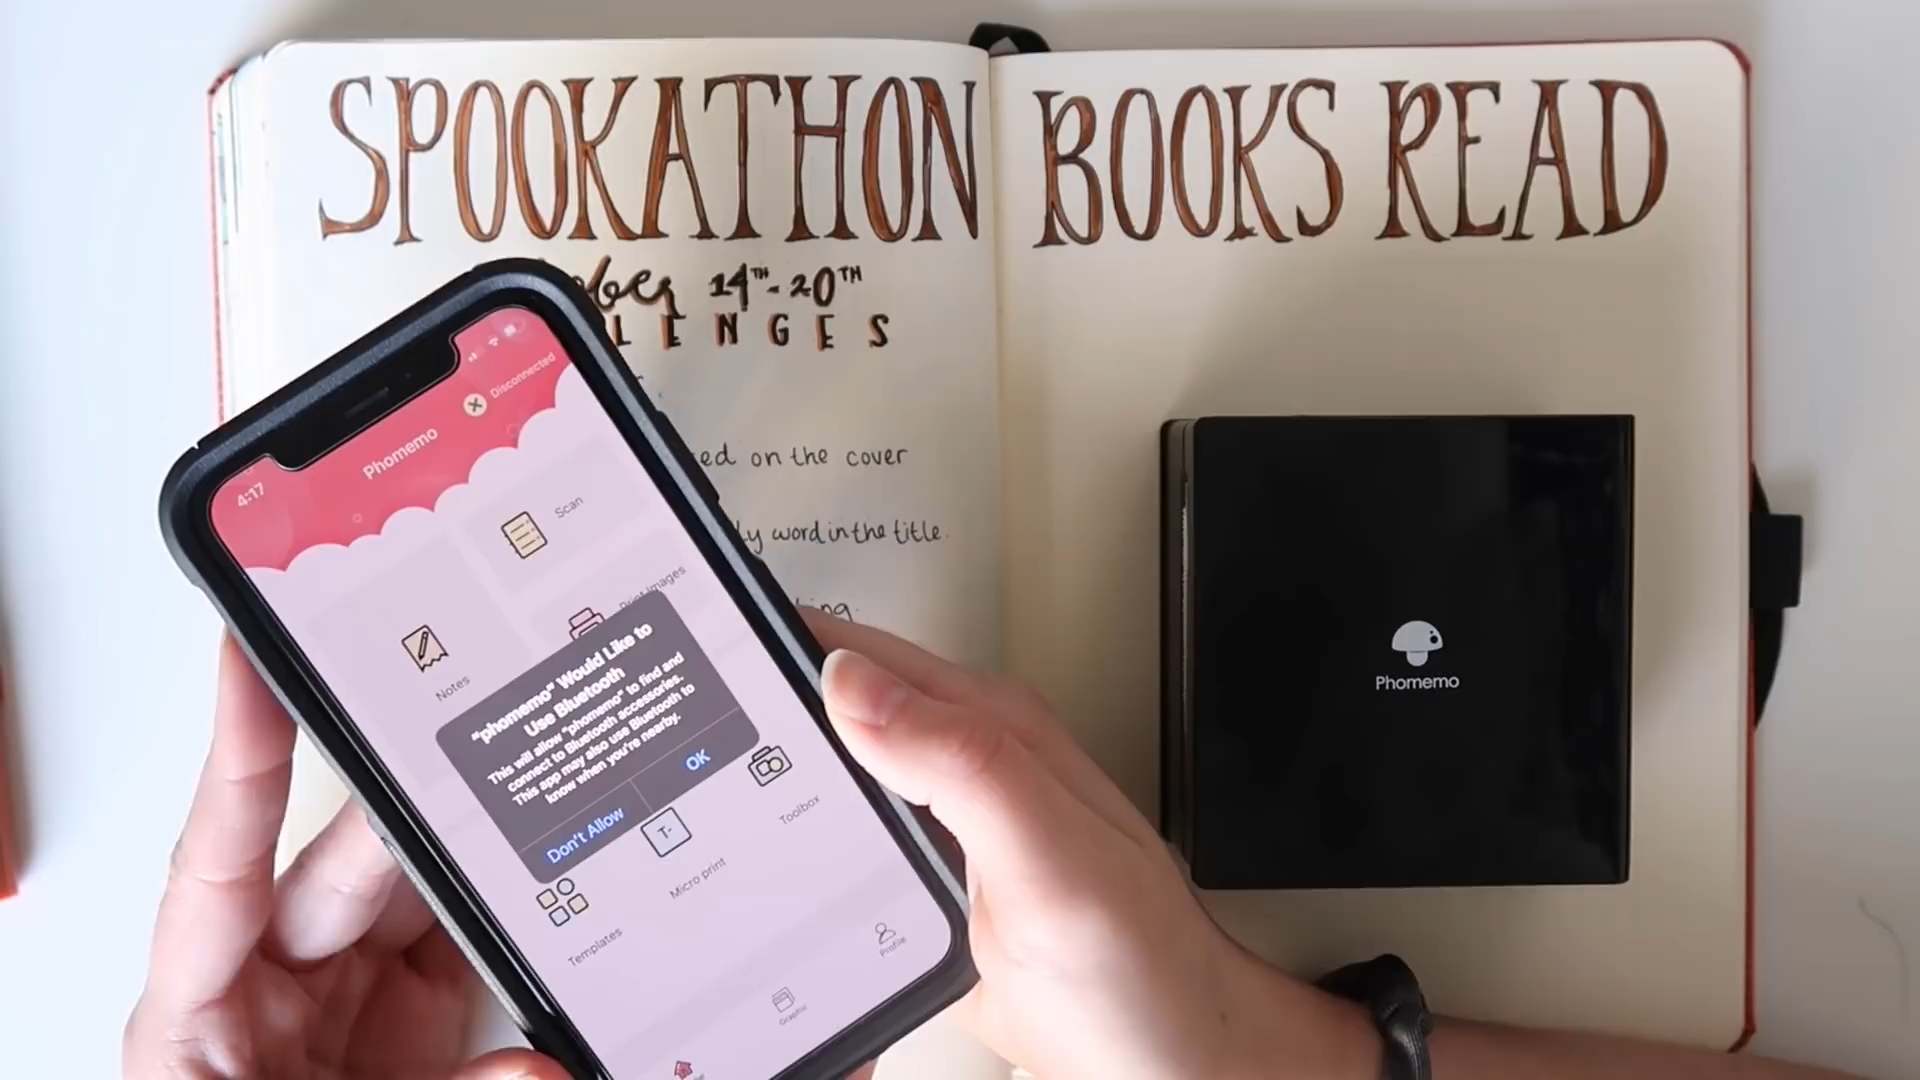 SPOOKATHON BOOKS READ
14TH-20TH
LENGES
on the cover
word in the title.
4:17
Phomemo
Disconnected
Scan
Print Images
Notes
"phomemo" Would Like to
Use Bluetooth
This will allow "phomemo" to find and
connect to Bluetooth accessories.
This app may also use Bluetooth to
know when you're nearby.
Don't Allow
OK
T-
Toolbox
Micro print
Templates
Graphic
Profile
Phomemo